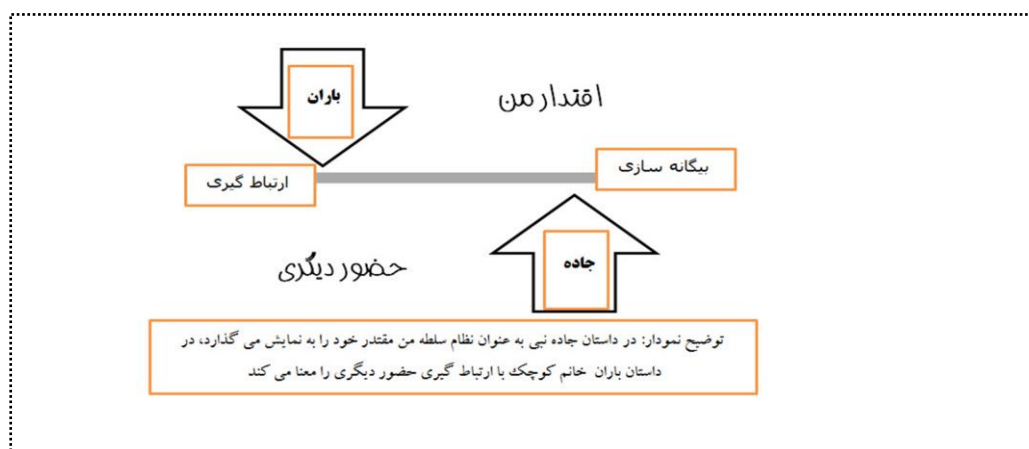 باران
اقتدار من
بیگانه سازی
ارتباط گیری
جاده
حضور دیگری
توضیح نمودار: در داستان جاده نبی به عنوان نظام سلطه من مقتدر خود را به نمایش می گذارد، در
داستان باران خانم کوچک با ارتباط گیری حضور دیگری را معنا می کند